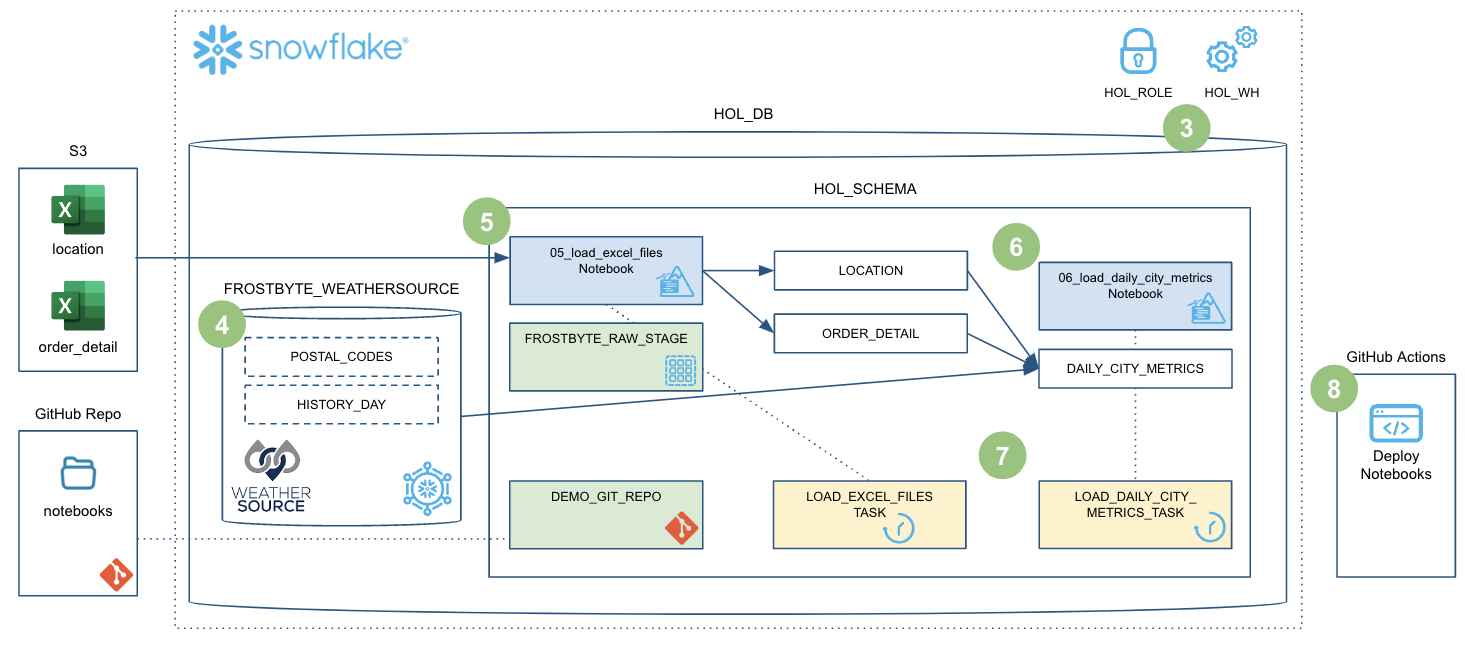 snowflake®
HOL_ROLE
HOL_WH
3
HOL_DB
S3
location
order_detail
GitHub Repo
notebooks
HOL_SCHEMA
5
05_load_excel_files
Notebook
FROSTBYTE_RAW_STAGE
LOCATION
ORDER_DETAIL
6
06_load_daily_city_metrics
Notebook
DAILY_CITY_METRICS
FROSTBYTE_WEATHERSOURCE
4
POSTAL_CODES
HISTORY_DAY
WEATHER
SOURCE
7
DEMO_GIT_REPO
LOAD_EXCEL_FILES
TASK
LOAD_DAILY_CITY_
METRICS_TASK
GitHub Actions
8
</>
Deploy
Notebooks